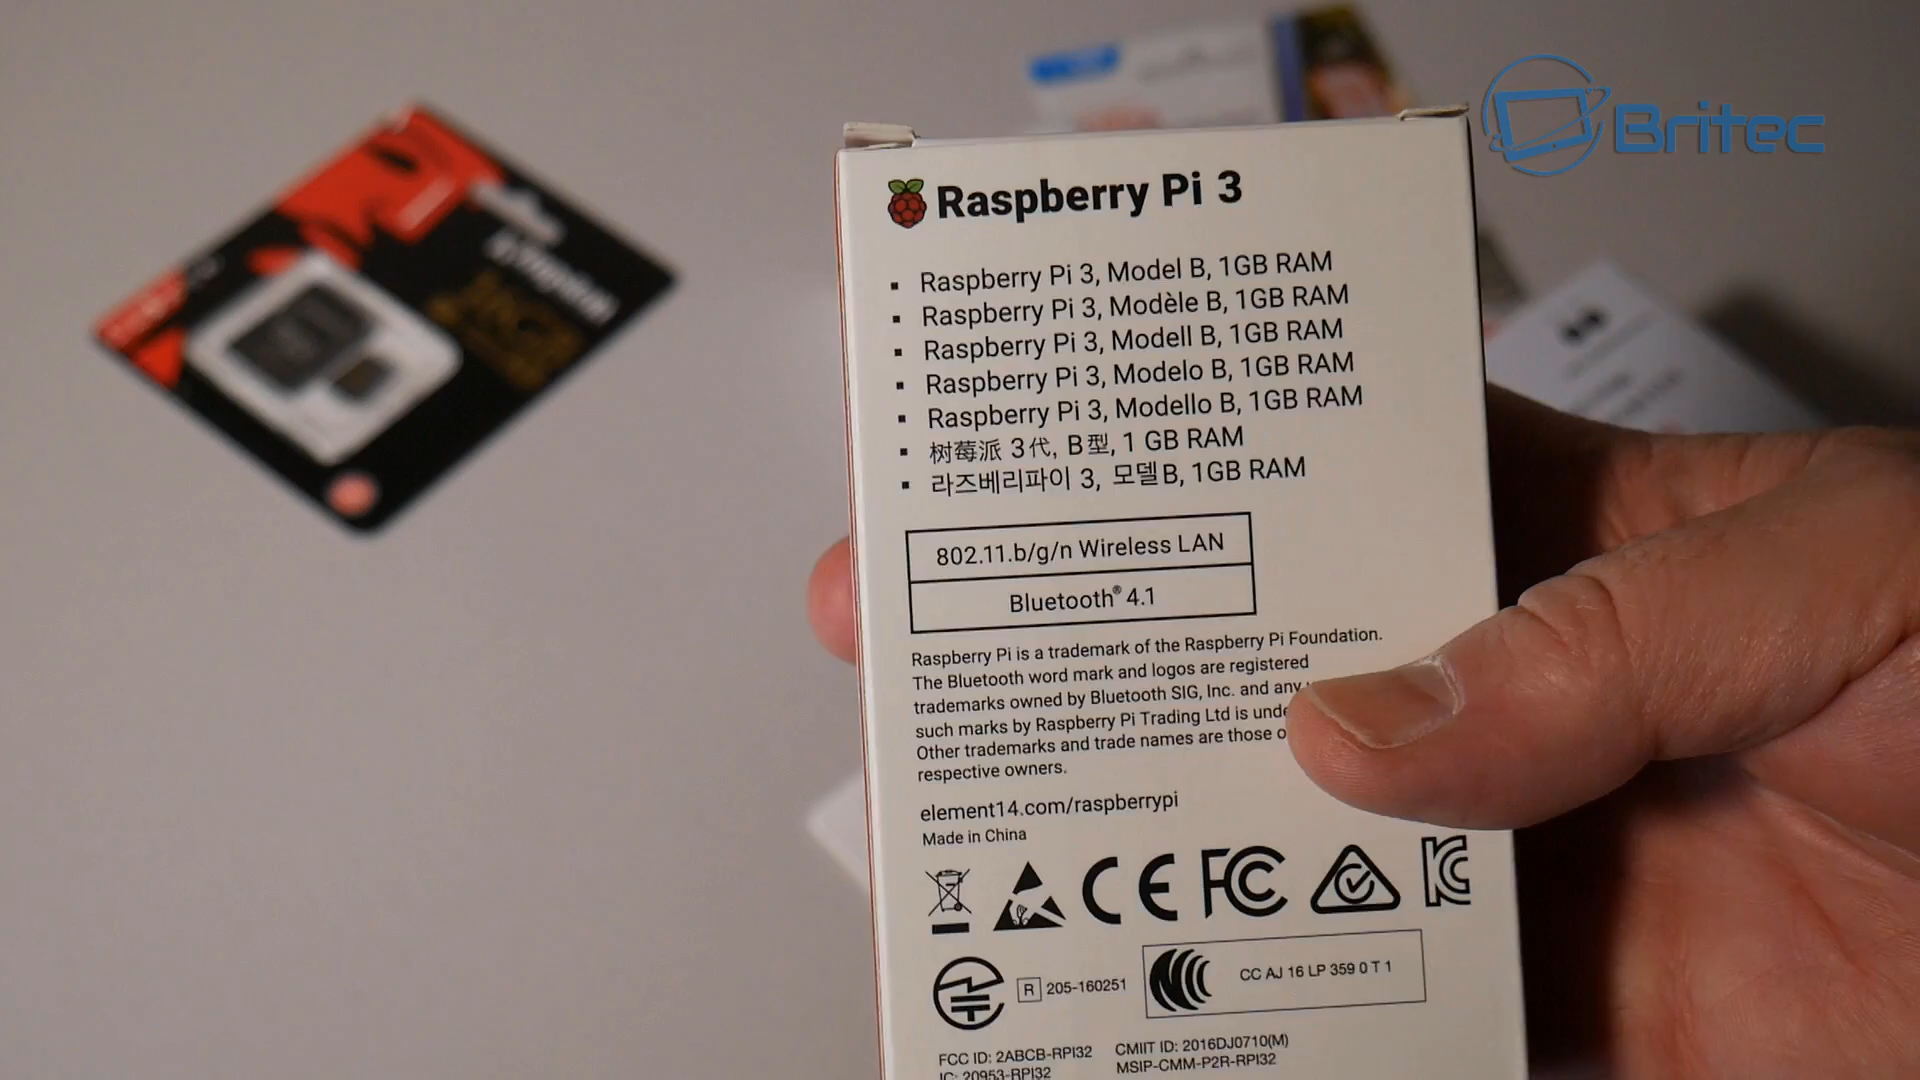 Britec
Raspberry Pi 3
▪ Raspberry Pi 3, Model B, 1GB RAM
▪ Raspberry Pi 3, Modèle B, 1GB RAM
▪ Raspberry Pi 3, Modell B, 1GB RAM
▪ Raspberry Pi 3, Modelo B, 1GB RAM
▪ Raspberry Pi 3, Modello B, 1GB RAM
▪ 树莓派 3代, B型, 1 GB RAM
▪ 라즈베리파이 3, 모델B, 1GB RAM
802.11.b/g/n Wireless LAN
Bluetooth® 4.1
Raspberry Pi is a trademark of the Raspberry Pi Foundation.
The Bluetooth word mark and logos are registered
trademarks owned by Bluetooth SIG, Inc. and any
such marks by Raspberry Pi Trading Ltd is
Other trademarks and trade names are those
respective owners.
element14.com/raspberrypi
Made in China
CE FC
R 205-160251
CC AJ 16 LP 359 0 T 1
FCC ID: 2ABCB-RPI32
CMIIT ID: 2016DJ0710(M)
IC: 20953-RPI32
MSIP-CMM-P2R-RPI32
Kingston